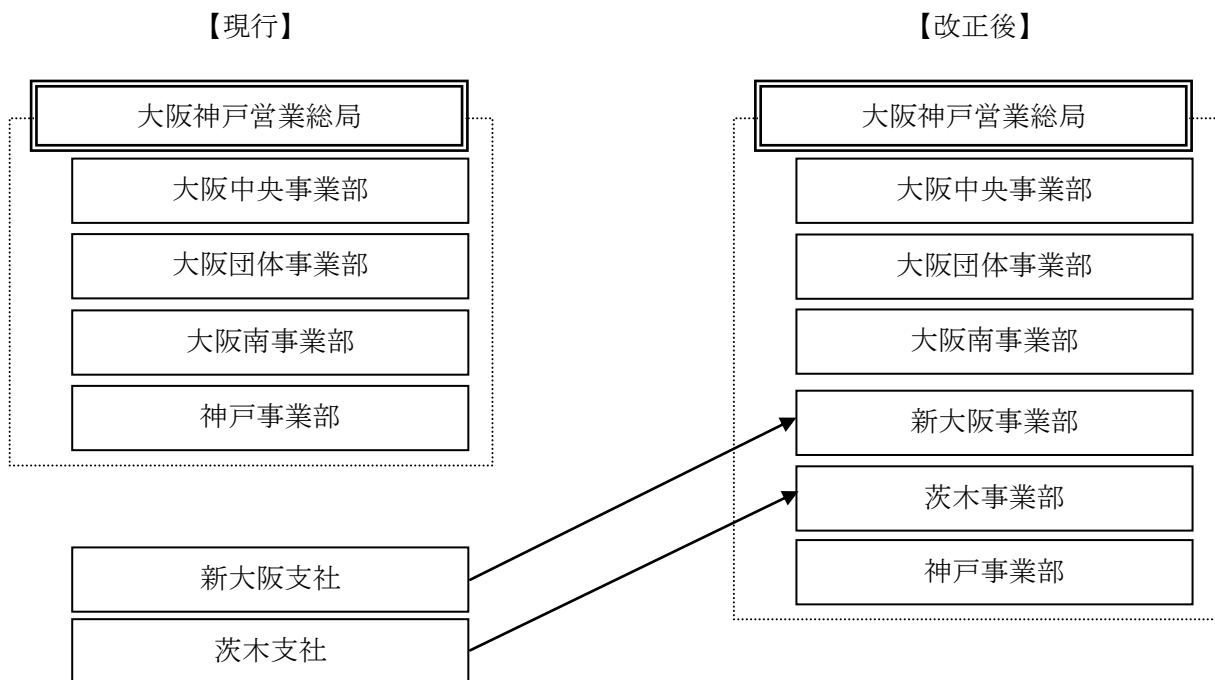 【現行】
大阪神戸営業総局
大阪中央事業部
大阪団体事業部
大阪南事業部
神戸事業部
新大阪支社
茨木支社
【改正後】
大阪神戸営業総局
大阪中央事業部
大阪団体事業部
大阪南事業部
新大阪事業部
茨木事業部
神戸事業部